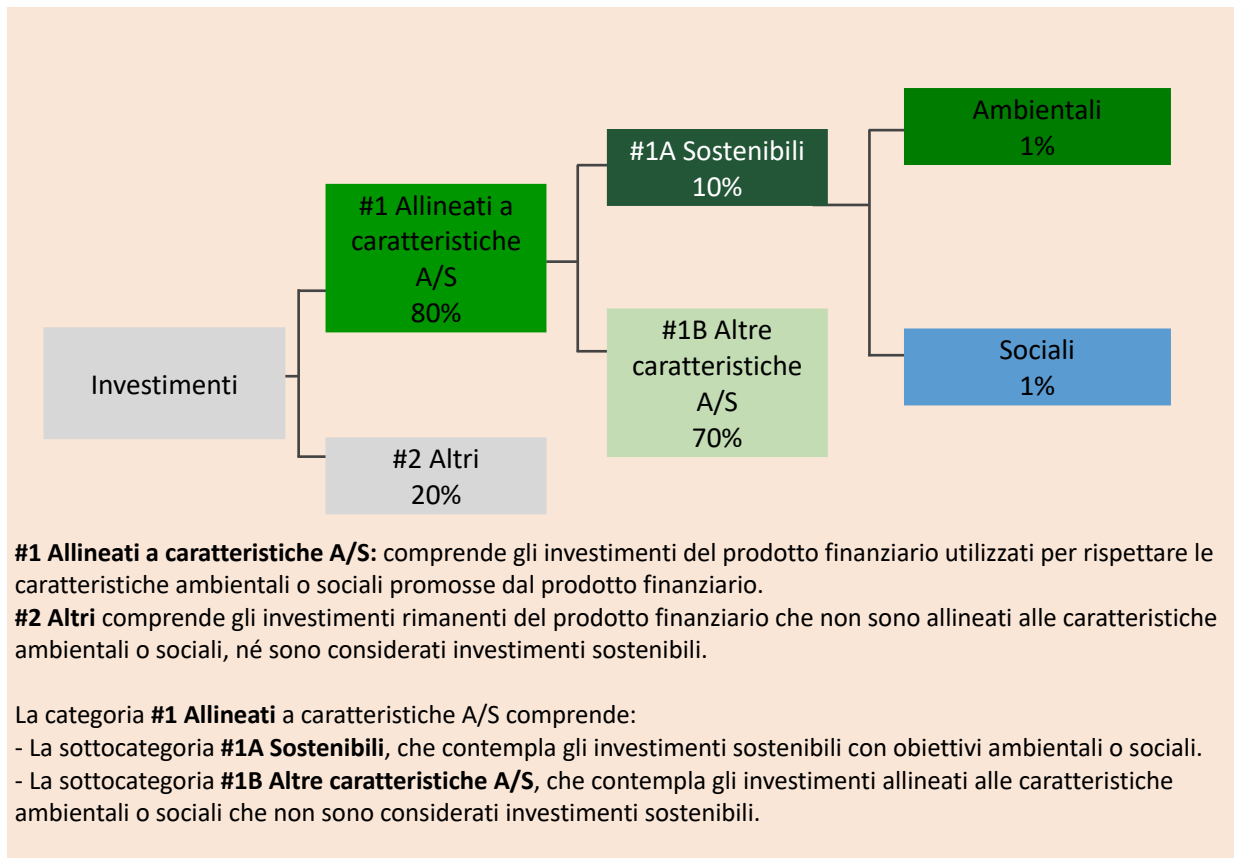 Investimenti
#1 Allineati a
caratteristiche
A/S
80%
#2 Altri
20%
#1A Sostenibili
10%
#1B Altre
caratteristiche
A/S
70%
Ambientali
1%
Sociali
1%
#1 Allineati a caratteristiche A/S: comprende gli investimenti del prodotto finanziario utilizzati per rispettare le
caratteristiche ambientali o sociali promosse dal prodotto finanziario.
#2 Altri comprende gli investimenti rimanenti del prodotto finanziario che non sono allineati alle caratteristiche
ambientali o sociali, né sono considerati investimenti sostenibili.
La categoria #1 Allineati a caratteristiche A/S comprende:
- La sottocategoria #1A Sostenibili, che contempla gli investimenti sostenibili con obiettivi ambientali o sociali.
- La sottocategoria #1B Altre caratteristiche A/S, che contempla gli investimenti allineati alle caratteristiche
ambientali o sociali che non sono considerati investimenti sostenibili.